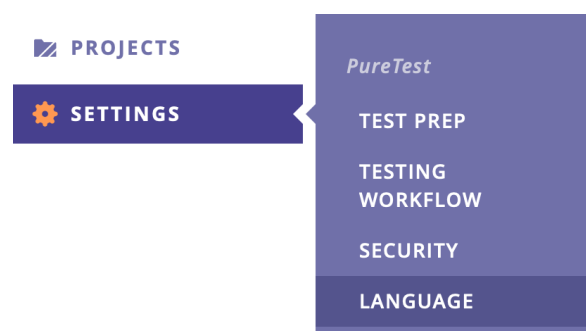 PROJECTS
SETTINGS
PureTest
TEST PREP
TESTING
WORKFLOW
SECURITY
LANGUAGE